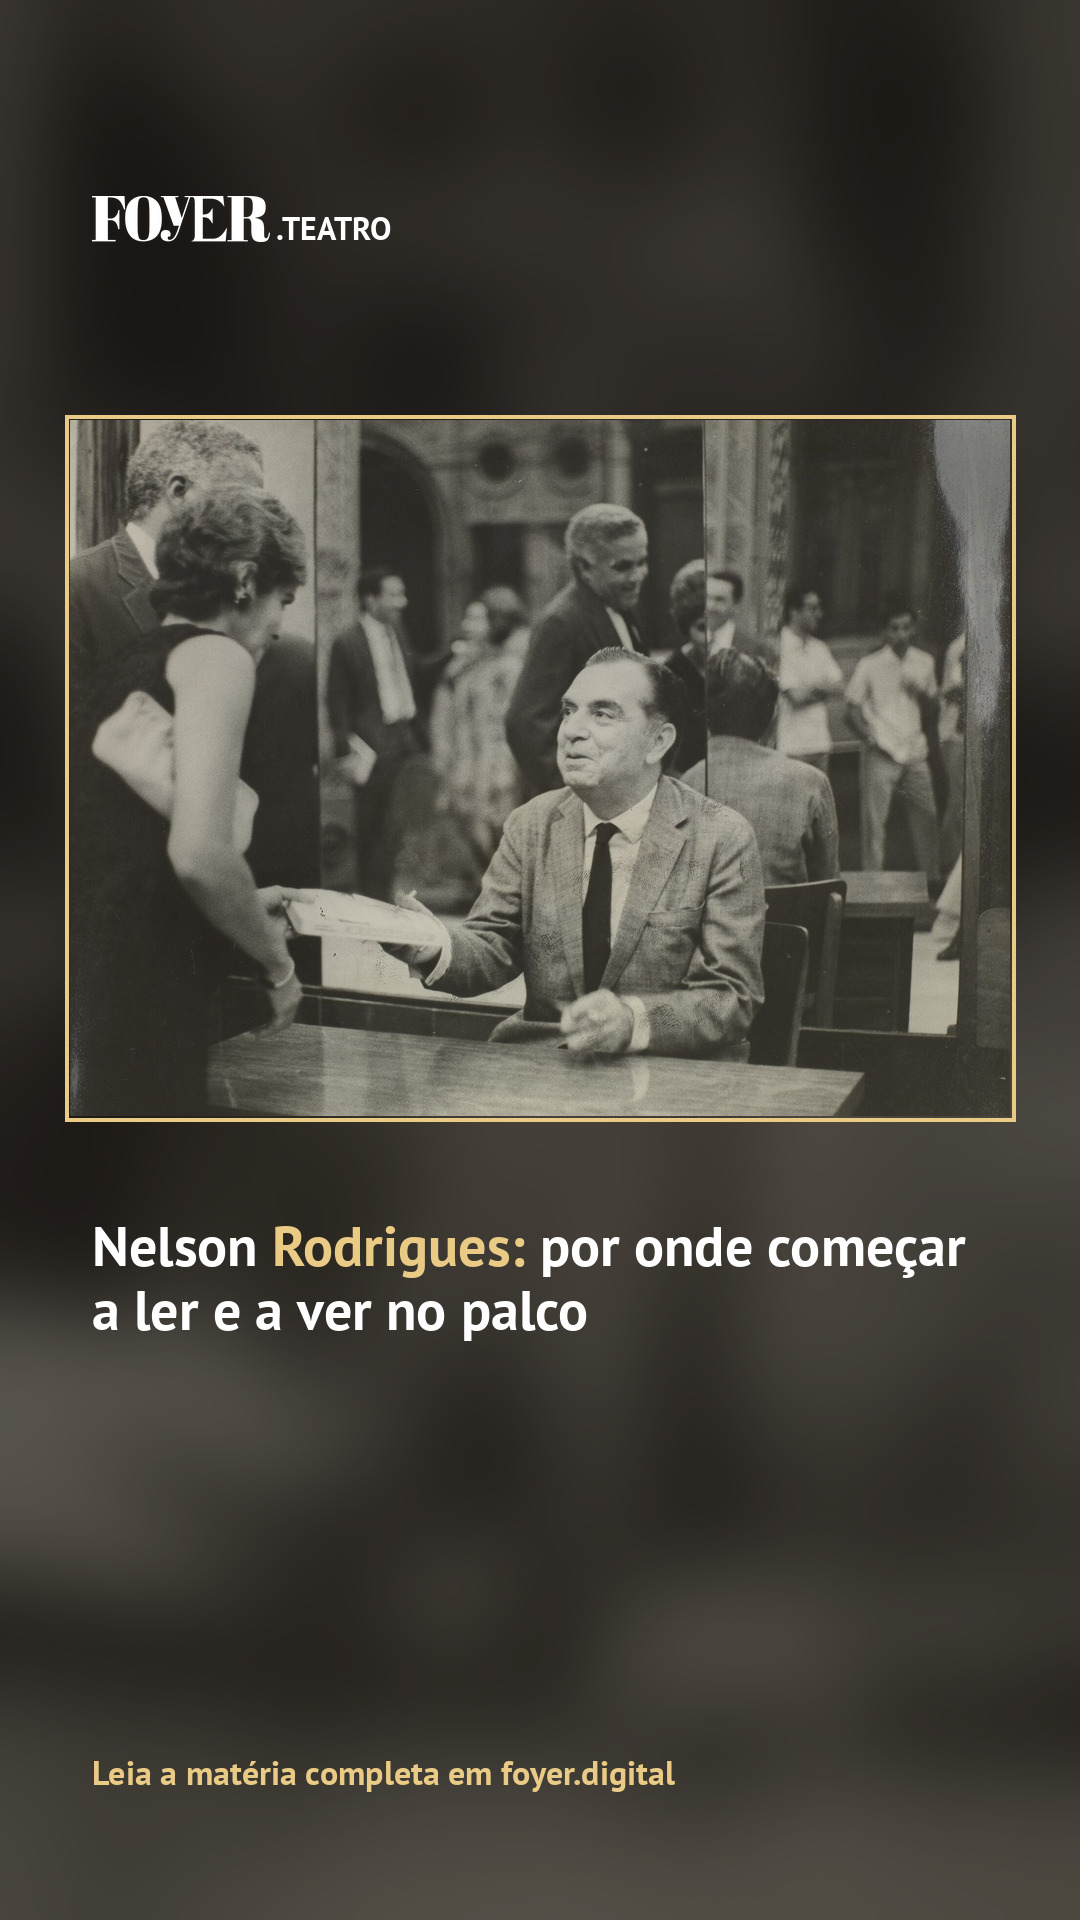 FOYER .TEATRO
Nelson Rodrigues: por onde começar
a ler e a ver no palco
Leia a matéria completa em foyer.digital